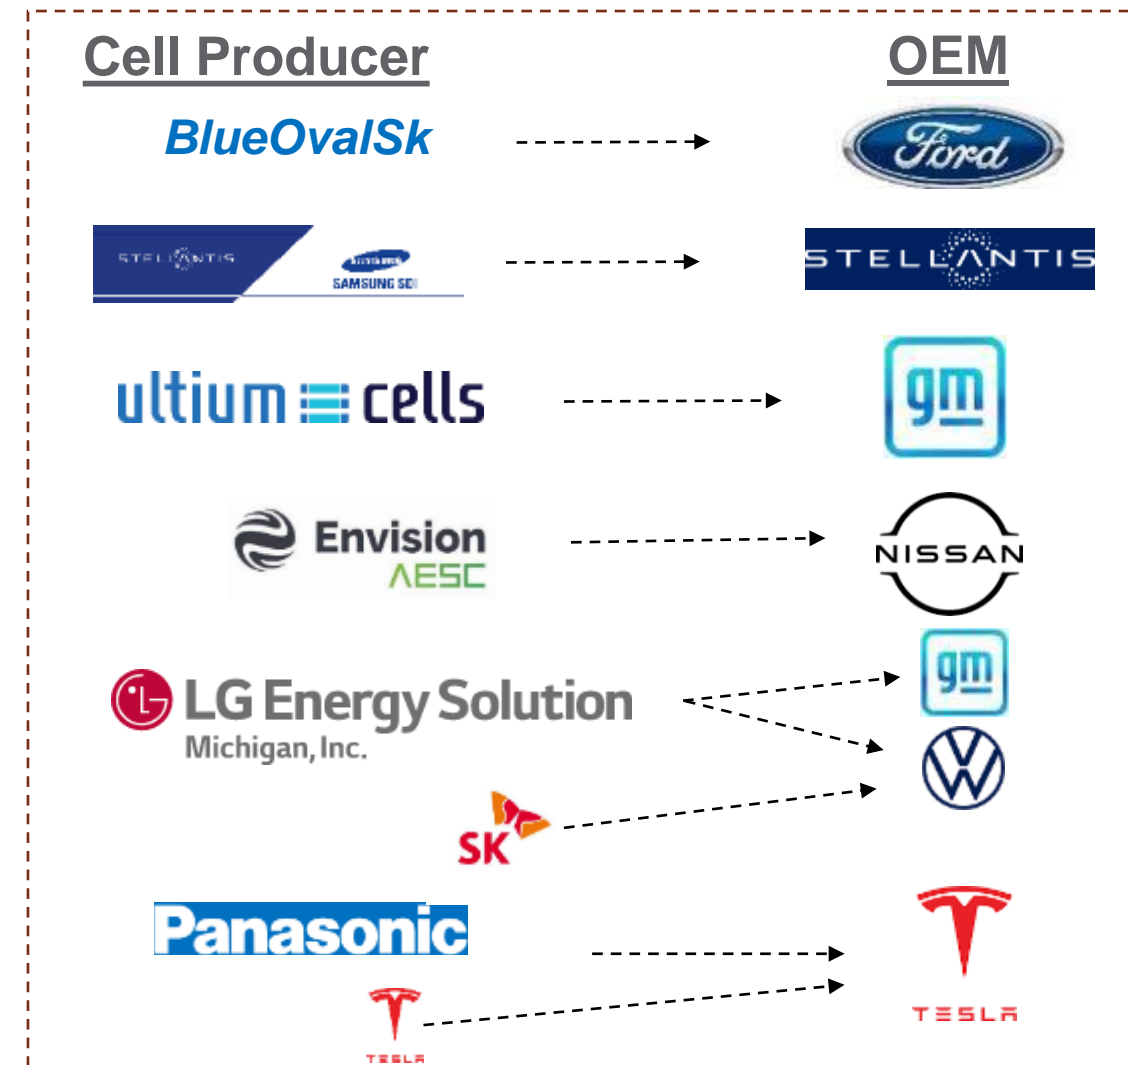 Cell Producer OEM
BlueOvalSk Ford
STELLANTIS SAMSUNG SDI STELLANTIS
ultium cells gm
Envision AESC NISSAN
LG Energy Solution gm
Michigan, Inc.
SK
Panasonic
TESLA
TESLA